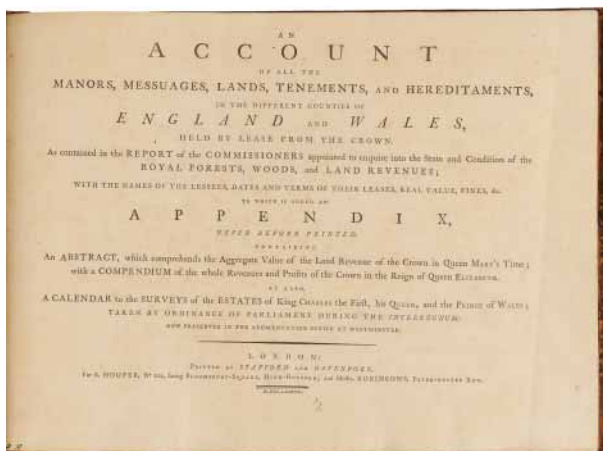 AN
ACCOUNT
OF ALL THE
MANORS, MESSUAGES, LANDS, TENEMENTS, AND HEREDITAMENTS,
IN THE DIFFERENT COUNTIES OF
ENGLAND AND WALES,
HELD BY LEASE FROM THE CROWN.
As contained in the REPORT of the COMMISSIONERS appointed to enquire into the State and Condition of the
ROYAL FORESTS, WOODS, and LAND REVENUES;
WITH THE NAMES OF THE LESSEES, DATES AND TERMS OF THEIR LEASES, REAL VALUE, FINES, &c.
TO WHICH IS ADDED AN
APPENDIX,
NEVER BEFORE PRINTED.
CONTAINING
An ABSTRACT, which comprehends the Aggregate Value of the Land Revenue of the Crown in Queen MARY'S Time;
with a COMPENDIUM of the whole Revenues and Profits of the Crown in the Reign of Queen ELIZABETH.
AS ALSO,
A CALENDAR to the SURVEYS of the ESTATES of King CHARLES the First, his QUEEN, and the PRINCE of WALES;
TAKEN BY ORDINANCE OF PARLIAMENT DURING THE INTERREGNUM:
NOW PRESERVED IN THE AUGMENTATION OFFICE AT WESTMINSTER.
LONDON:
PRINTED BY STAFFORD AND DAVENPORT,
For S. HOOPER, Nº 212, facing BLOOMSBURY-SQUARE, HIGH-HOLBORN; and Messrs. ROBINSONS, PATER-NOSTER ROW.